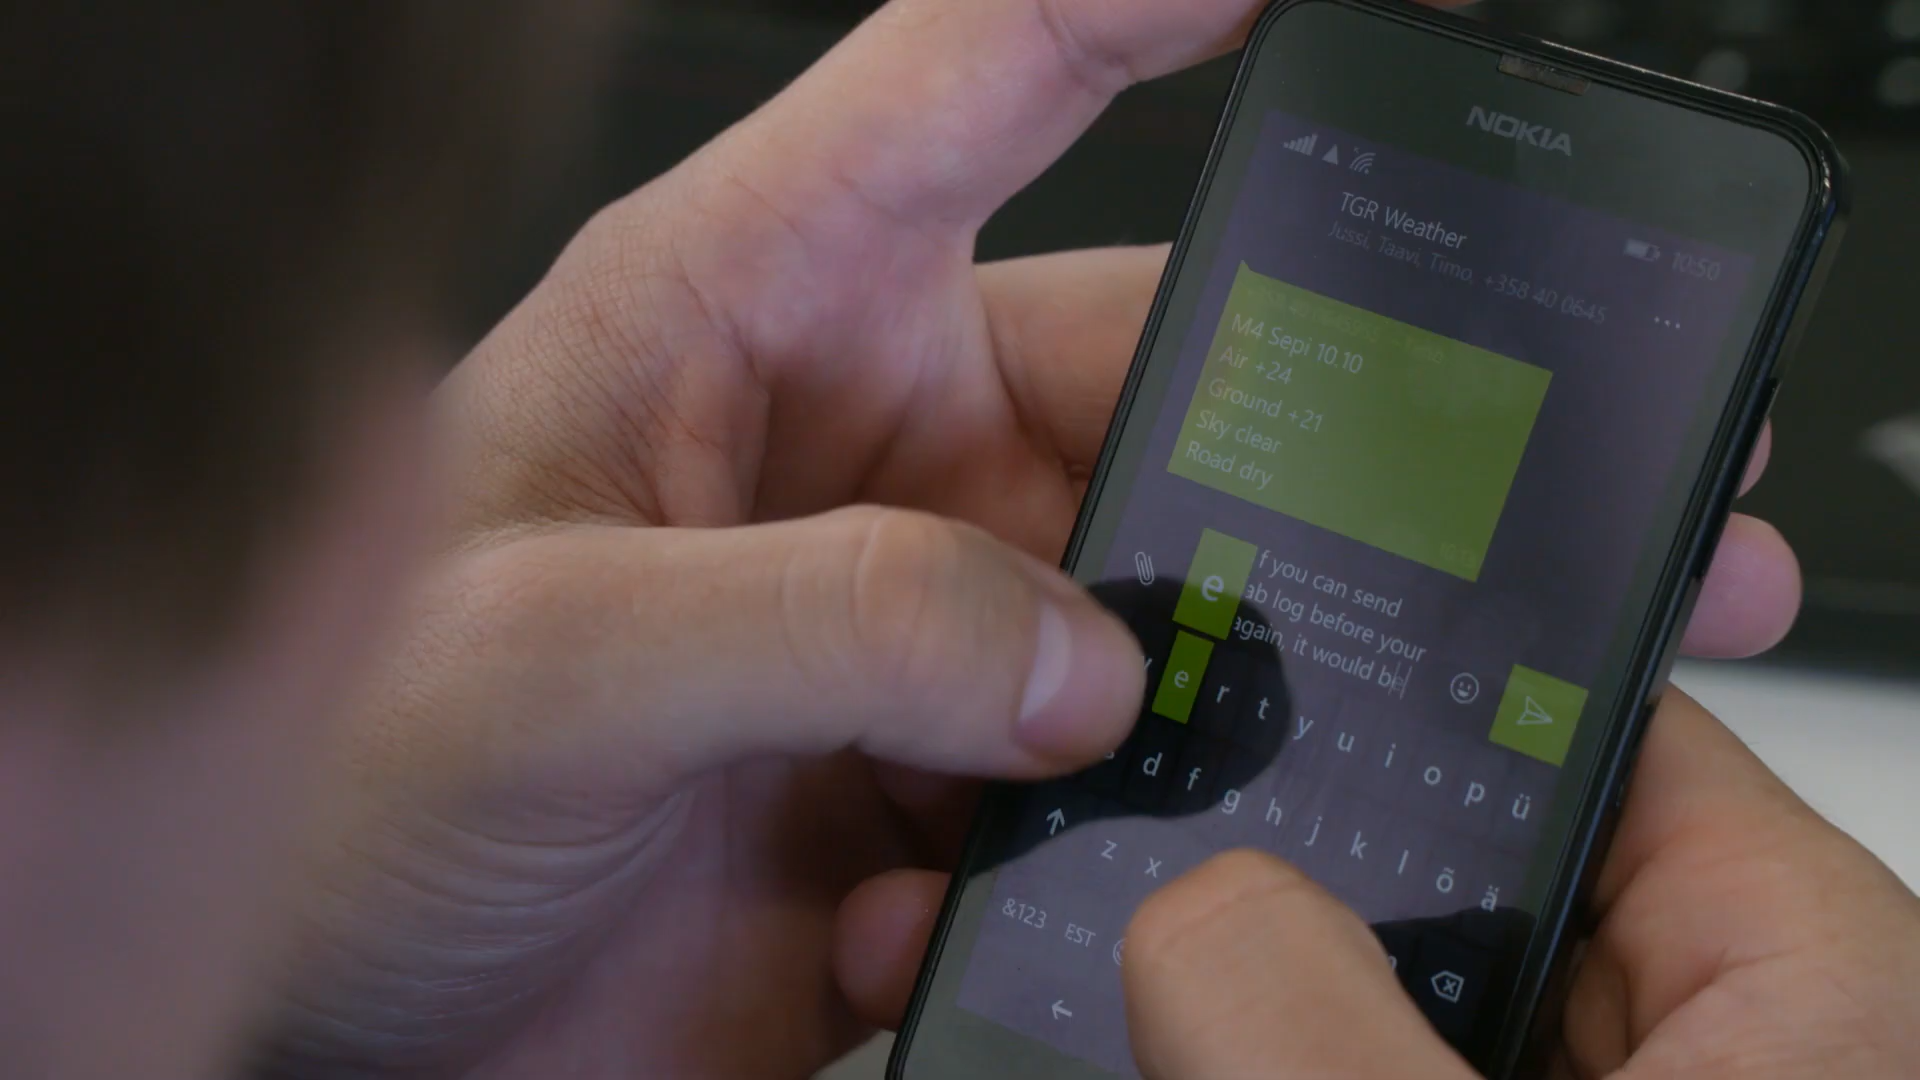 NOKIA
10:50
TGR Weather
Jussi, Taavi, Timo, +358 40 0645
M4 Sepi 10.10
Air +24
Ground +21
Sky clear
Road dry
f you can send
ab log before your
again, it would be
e
e r t y u i o p ü
d f g h j k l õ ä
z x
&123 EST